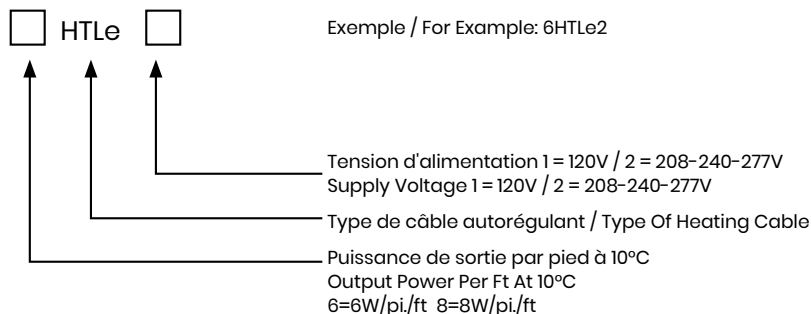 HTLe
Exemple / For Example: 6HTLe2
Tension d'alimentation 1 = 120V / 2 = 208-240-277V
Supply Voltage 1 = 120V / 2 = 208-240-277V
Type de câble autorégulant / Type Of Heating Cable
Puissance de sortie par pied à 10°C
Output Power Per Ft At 10°C
6=6W/pi./ft 8=8W/pi./ft